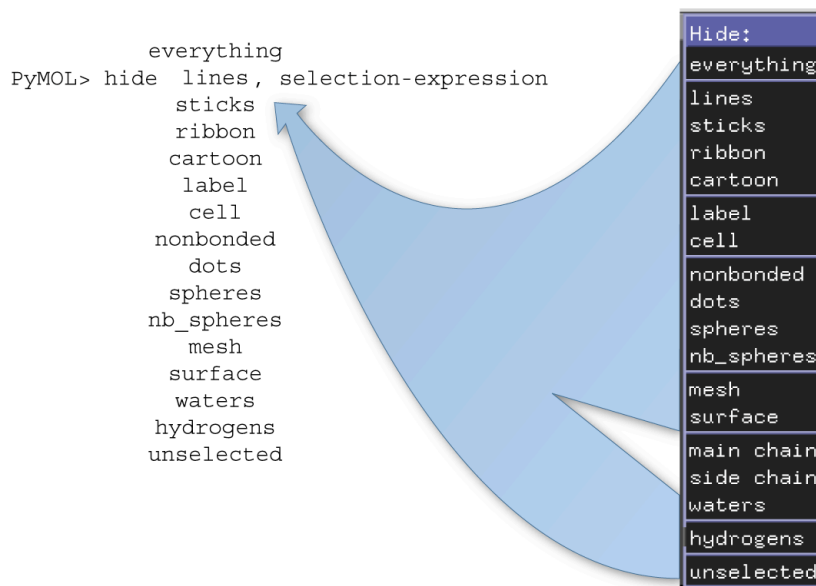 everything
PyMOL> hide lines, selection-expression
sticks
ribbon
cartoon
label
cell
nonbonded
dots
spheres
nb_spheres
mesh
surface
waters
hydrogens
unselected
Hide:
everything
lines
sticks
ribbon
cartoon
label
cell
nonbonded
dots
spheres
nb_spheres
mesh
surface
main chain
side chain
waters
hydrogens
unselected